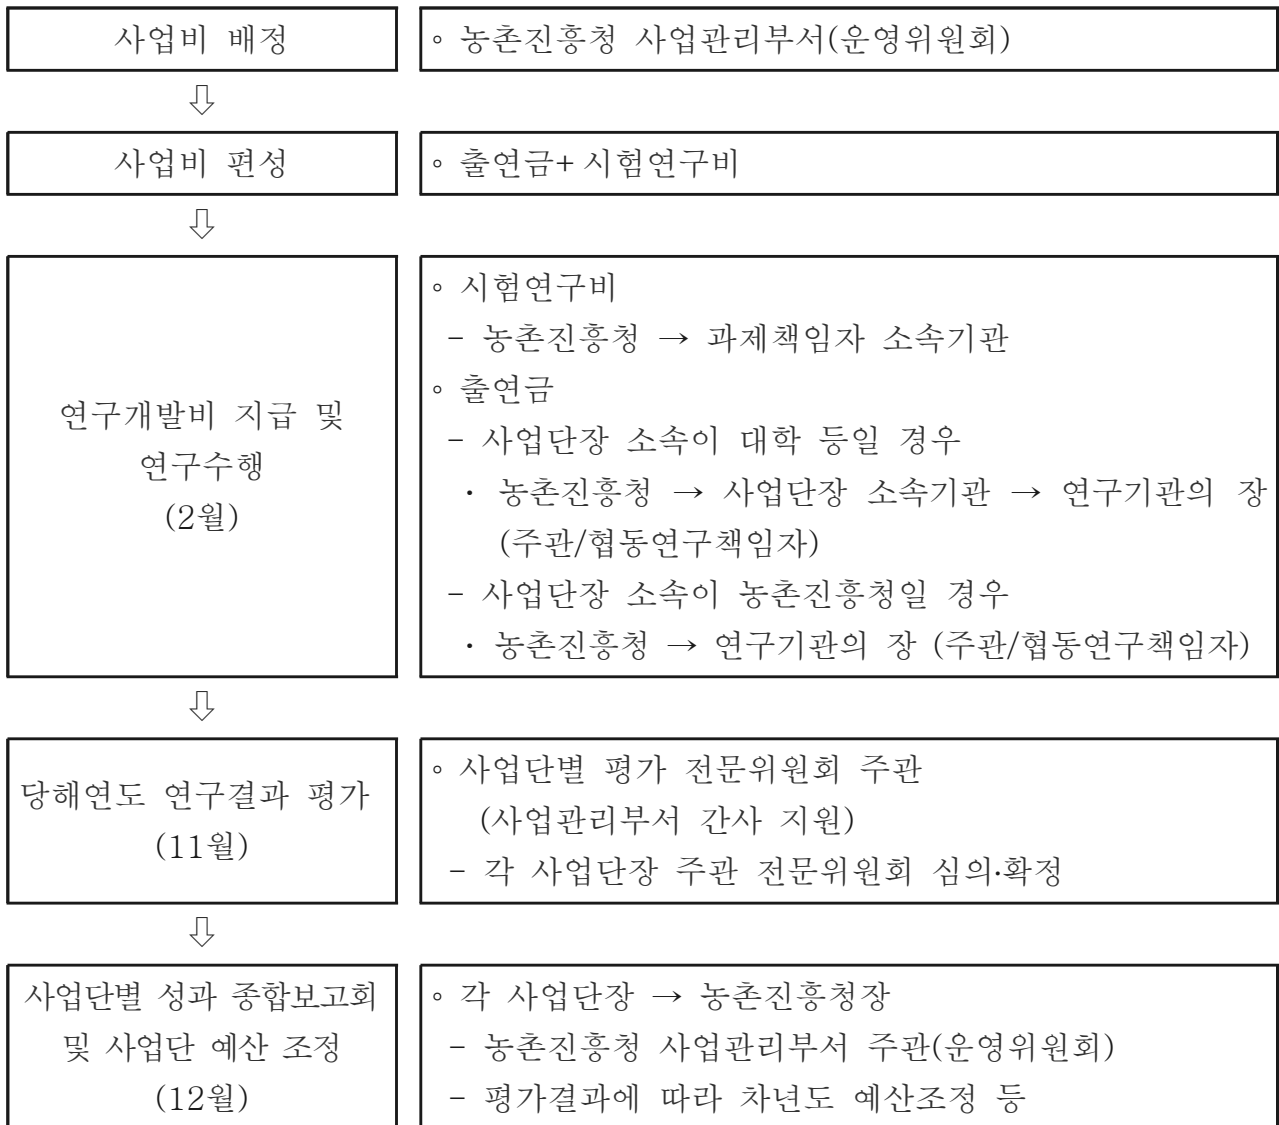 사업비 배정
◦ 농촌진흥청 사업관리부서(운영위원회)
⇩
사업비 편성
◦ 출연금+시험연구비
⇩
연구개발비 지급 및
연구수행
(2월)
◦ 시험연구비
- 농촌진흥청 → 과제책임자 소속기관
◦ 출연금
- 사업단장 소속이 대학 등일 경우
· 농촌진흥청 → 사업단장 소속기관 → 연구기관의 장
(주관/협동연구책임자)
- 사업단장 소속이 농촌진흥청일 경우
· 농촌진흥청 → 연구기관의 장 (주관/협동연구책임자)
⇩
당해연도 연구결과 평가
(11월)
◦ 사업단별 평가 전문위원회 주관
(사업관리부서 간사 지원)
- 각 사업단장 주관 전문위원회 심의·확정
⇩
사업단별 성과 종합보고회
및 사업단 예산 조정
(12월)
◦ 각 사업단장 → 농촌진흥청장
- 농촌진흥청 사업관리부서 주관(운영위원회)
- 평가결과에 따라 차년도 예산조정 등